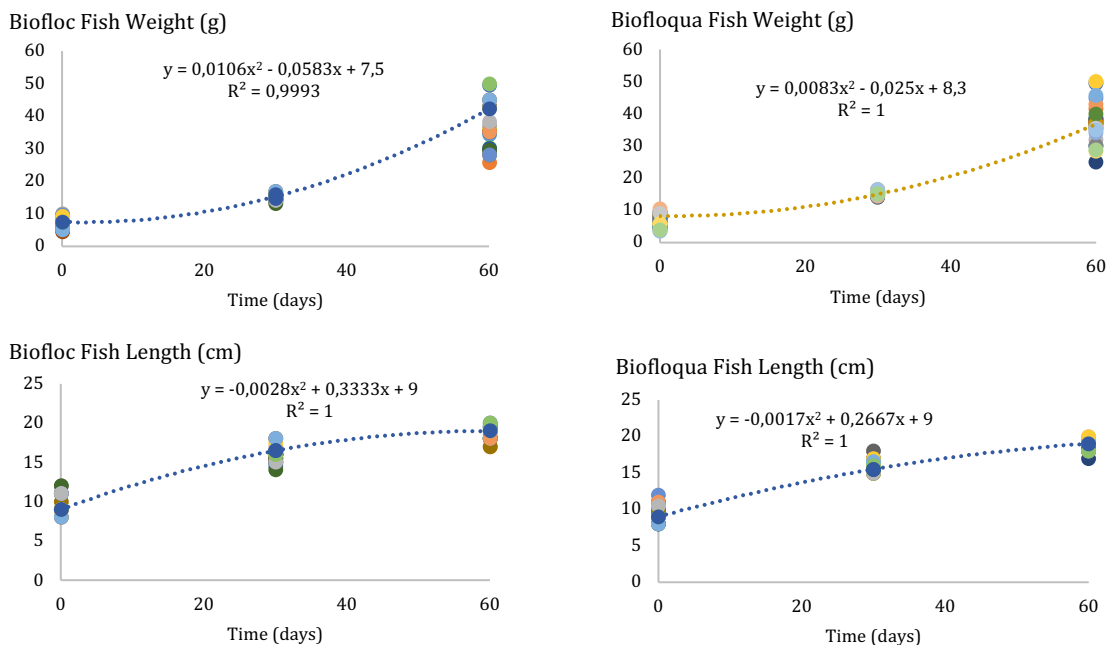 Biofloc Fish Weight (g)
60
50
40
30
20
10
0
y = 0,0106x² - 0,0583x + 7,5
R² = 0,9993
0 20 40 60
Time (days)
Biofloqua Fish Weight (g)
60
50
40
30
20
10
0
y = 0,0083x² - 0,025x + 8,3
R² = 1
0 20 40 60
Time (days)
Biofloc Fish Length (cm)
25
20
15
10
5
0
y = -0,0028x² + 0,3333x + 9
R² = 1
0 20 40 60
Time (days)
Biofloqua Fish Length (cm)
25
20
15
10
5
0
y = -0,0017x² + 0,2667x + 9
R² = 1
0 20 40 60
Time (days)